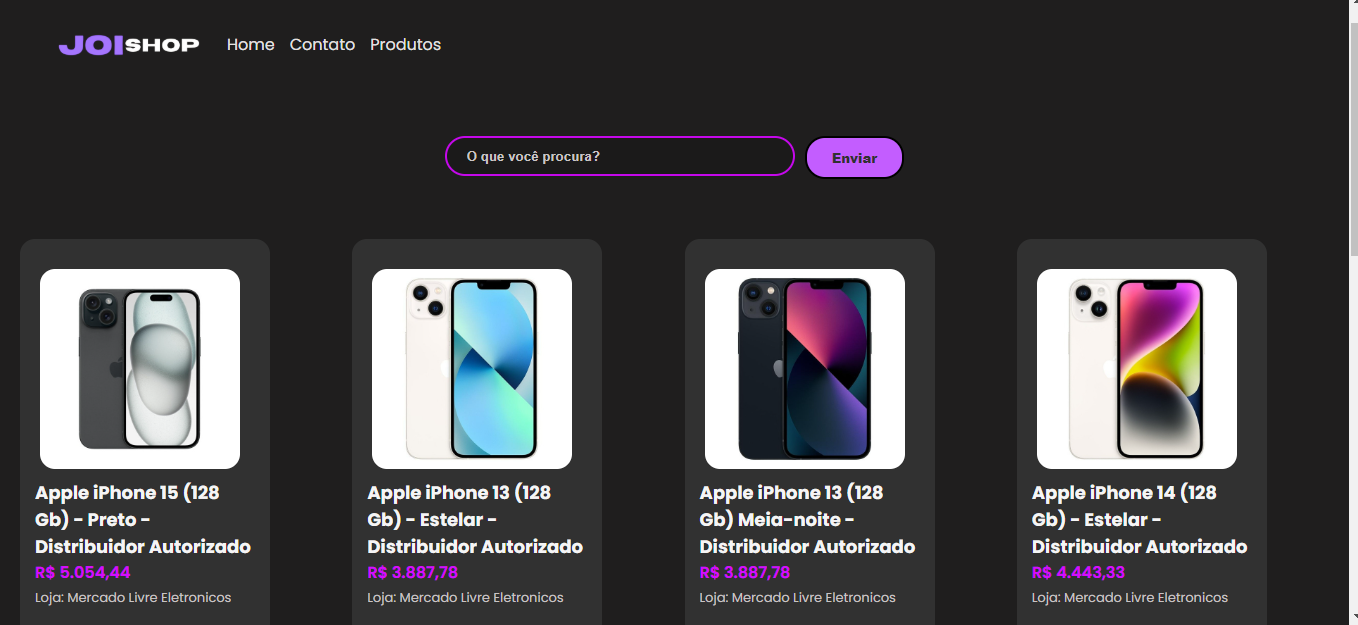 JOISHOP Home Contato Produtos
O que você procura? Enviar
Apple iPhone 15 (128
Gb) - Preto -
Distribuidor Autorizado
R$ 5.054,44
Loja: Mercado Livre Eletronicos
Apple iPhone 13 (128
Gb) - Estelar -
Distribuidor Autorizado
R$ 3.887,78
Loja: Mercado Livre Eletronicos
Apple iPhone 13 (128
Gb) Meia-noite -
Distribuidor Autorizado
R$ 3.887,78
Loja: Mercado Livre Eletronicos
Apple iPhone 14 (128
Gb) - Estelar -
Distribuidor Autorizado
R$ 4.443,33
Loja: Mercado Livre Eletronicos